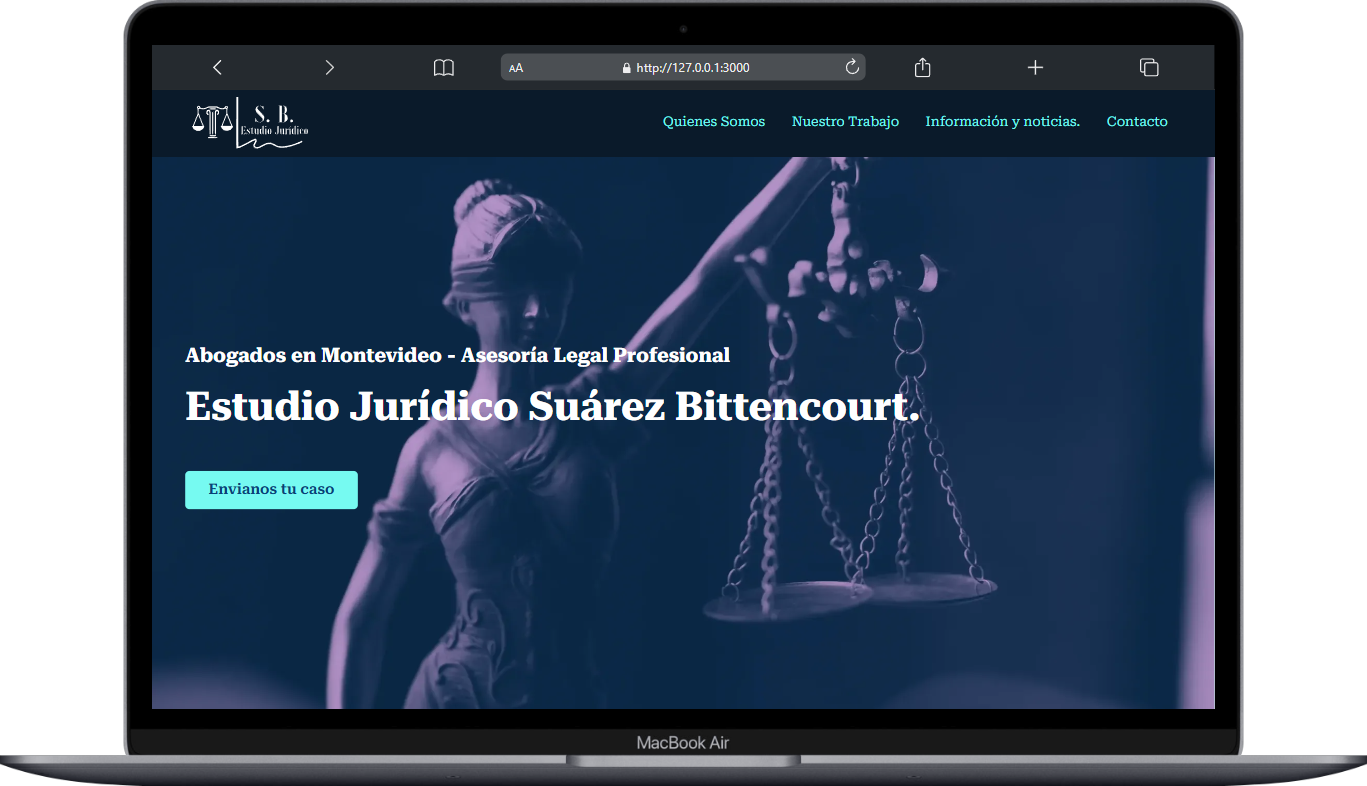 AA
http://127.0.0.1:3000
S. B.
Estudio Jurídico
Quienes Somos
Nuestro Trabajo
Información y noticias.
Contacto
Abogados en Montevideo - Asesoría Legal Profesional
Estudio Jurídico Suárez Bittencourt.
Envianos tu caso
MacBook Air